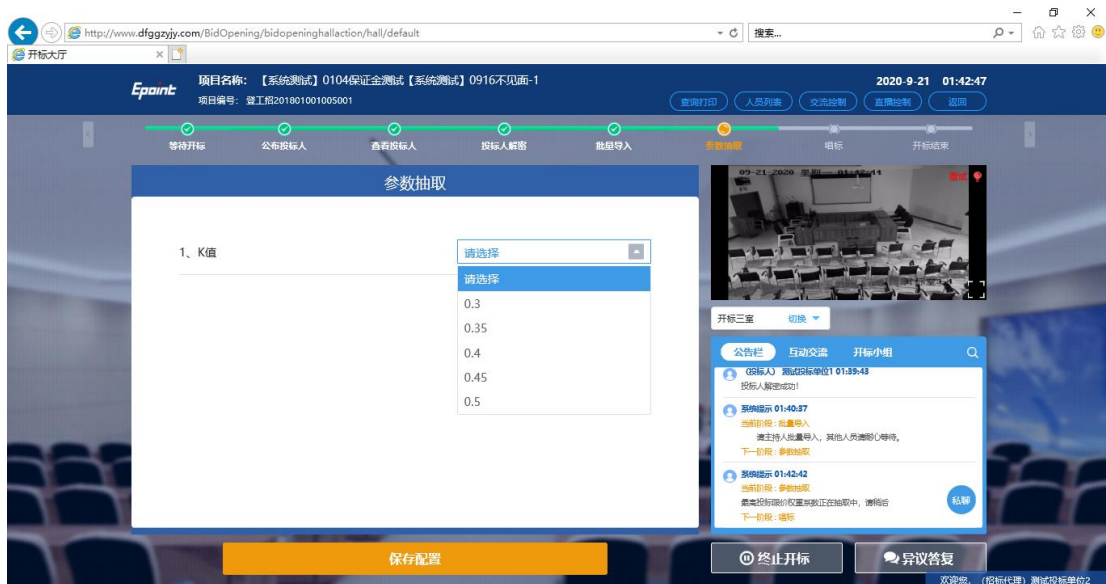 http://www.dfggzyjy.com/BidOpening/bidopeninghallaction/hall/default
搜索...
开标大厅
Epoint
项目名称： 【系统测试】0104保证金测试【系统测试】0916不见面-1
2020-9-21 01:42:47
项目编号： 登工招201801001005001
查询打印
人员列表
交流控制
直播控制
返回
等待开标
公布投标人
查看投标人
投标人解密
批量导入
参数抽取
唱标
开标结束
参数抽取
09-21-2020 星期一 01:42:44
重试
1、K值
请选择
请选择
0.3
0.35
0.4
0.45
0.5
开标三室
切换
公告栏
互动交流
开标小组
（投标人） 测试投标单位1 01:39:43
投标人解密成功！
系统提示 01:40:37
当前阶段：批量导入
请主持人批量导入，其他人员请耐心等待。
下一阶段：参数抽取
系统提示 01:42:42
当前阶段：参数抽取
最高投标限价权重系数正在抽取中，请稍后
下一阶段：唱标
私聊
保存配置
终止开标
异议答复
欢迎您，（招标代理）测试投标单位2